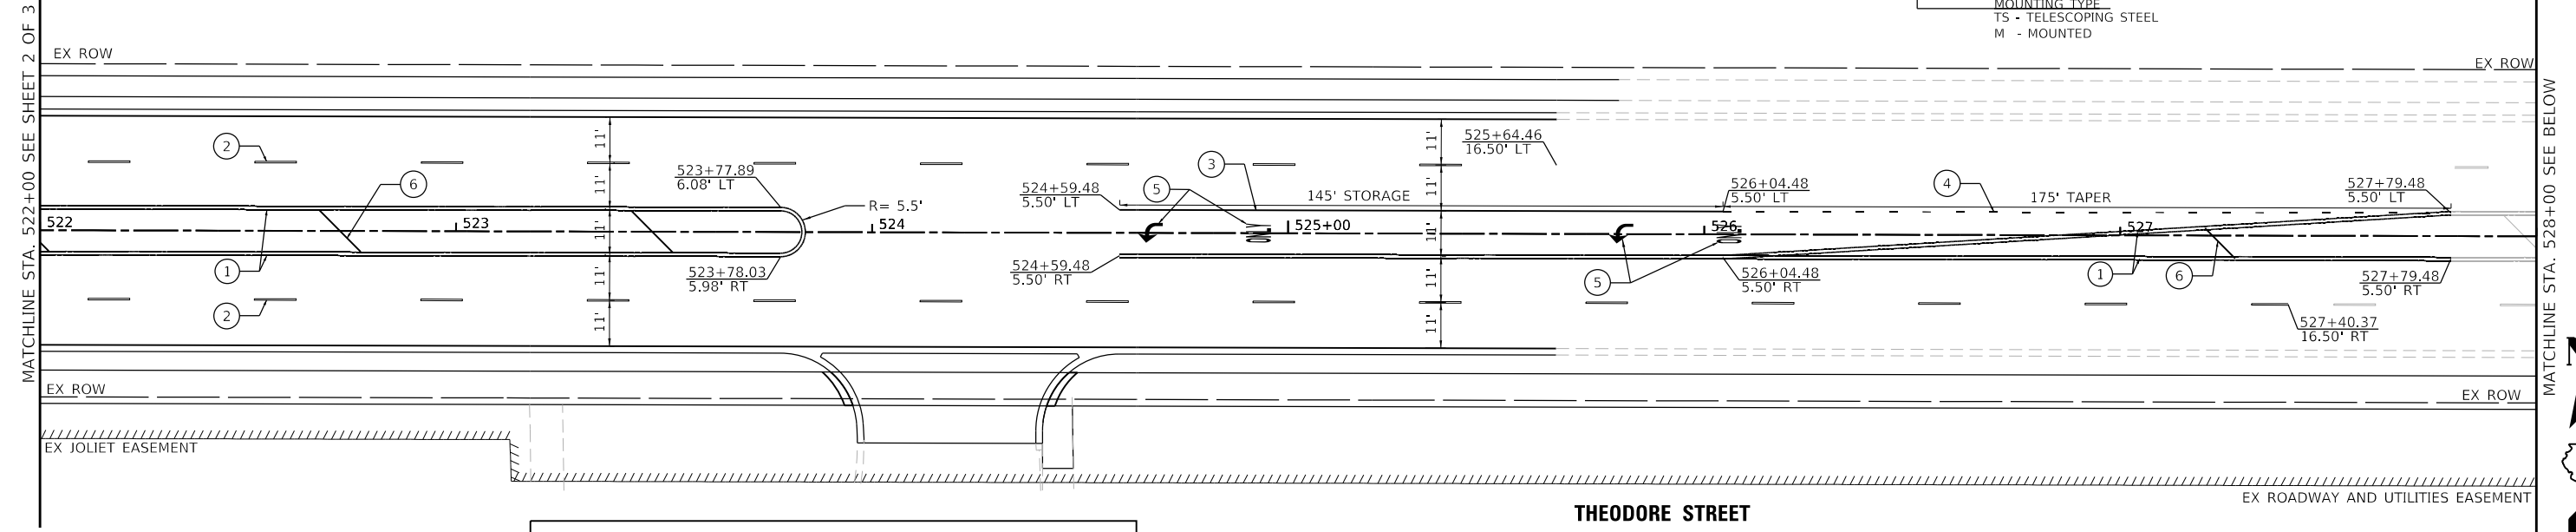 MOUNTING TYPE
TS - TELESCOPING STEEL
M - MOUNTED
MATCHLINE STA. 522+00 SEE SHEET 2 OF 3
EX ROW
EX ROW
MATCHLINE STA. 528+00 SEE BELOW
2
6
523+77.89
6.08' LT
11'
11'
11'
11'
11'
R= 5.5'
522
523
524
1
2
523+78.03
5.98' RT
524+59.48
5.50' LT
5
3
145' STORAGE
525+64.46
16.50' LT
11'
11'
11'
11'
11'
525+00
526
524+59.48
5.50' RT
5
526+04.48
5.50' LT
4
175' TAPER
527+79.48
5.50' LT
527
526+04.48
5.50' RT
1
6
527+79.48
5.50' RT
527+40.37
16.50' RT
EX ROW
EX ROW
EX JOLIET EASEMENT
EX ROADWAY AND UTILITIES EASEMENT
THEODORE STREET